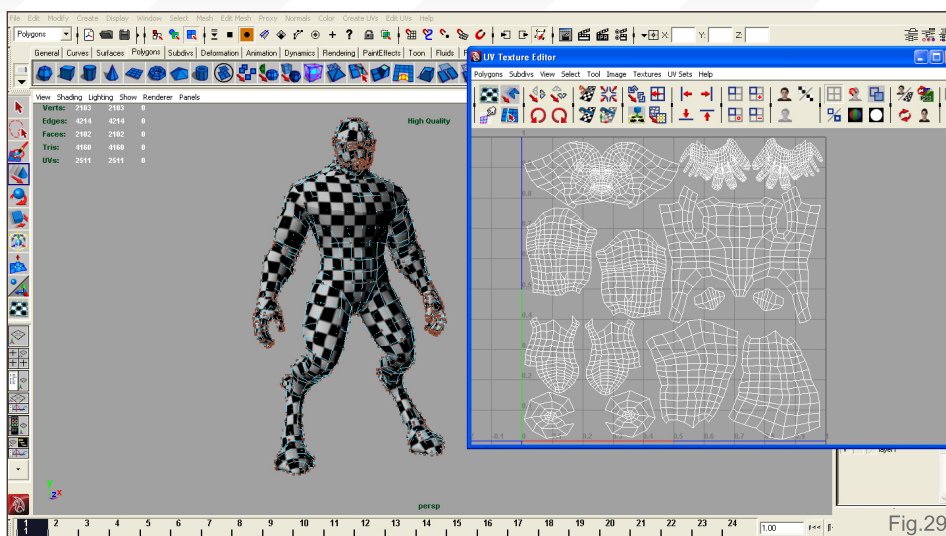 File Edit Modify Create Display Window Select Mesh Edit Mesh Proxy Normals Color Create UVs Edit UVs Help
Polygons X: Y: Z:
General Curves Surfaces Polygons Subdivs Deformation Animation Dynamics Rendering PaintEffects Toon Fluids
UV Texture Editor
Polygons Subdivs View Select Tool Image Textures UV Sets Help
View Shading Lighting Show Renderer Panels
Verts: 2103 2103 0
Edges: 4214 4214 0
Faces: 2102 2102 0
Tris: 4160 4160 0
UVs: 2511 2511 0
High Quality
persp
1 2 3 4 5 6 7 8 9 10 11 12 13 14 15 16 17 18 19 20 21 22 23 24 1.00
1
Fig.29